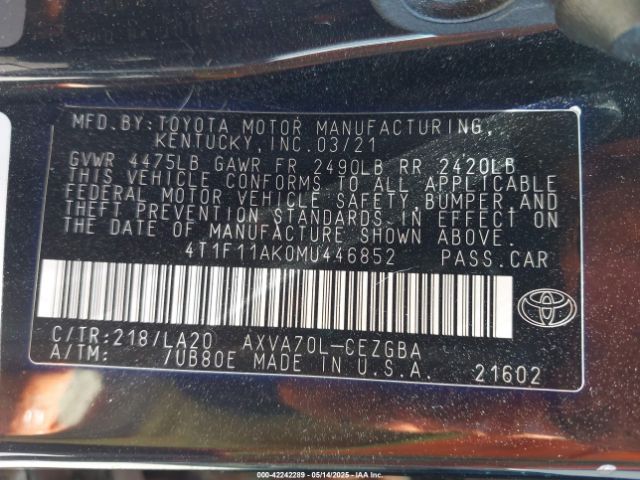 MFD. BY: TOYOTA MOTOR MANUFACTURING,
KENTUCKY, INC. 03/21
GVWR 4475LB GAWR FR 2490LB RR 2420LB
THIS VEHICLE CONFORMS TO ALL APPLICABLE
FEDERAL MOTOR VEHICLE SAFETY, BUMPER, AND
THEFT PREVENTION STANDARDS IN EFFECT ON
THE DATE OF MANUFACTURE SHOWN ABOVE.
4T1F11AK0MU446852 PASS. CAR
C/TR: 218/LA20 AXVA70L-CEZGBA
A/TM: /UB80E MADE IN U.S.A. 21602
000-42242289 - 05/14/2025 - IAA Inc.